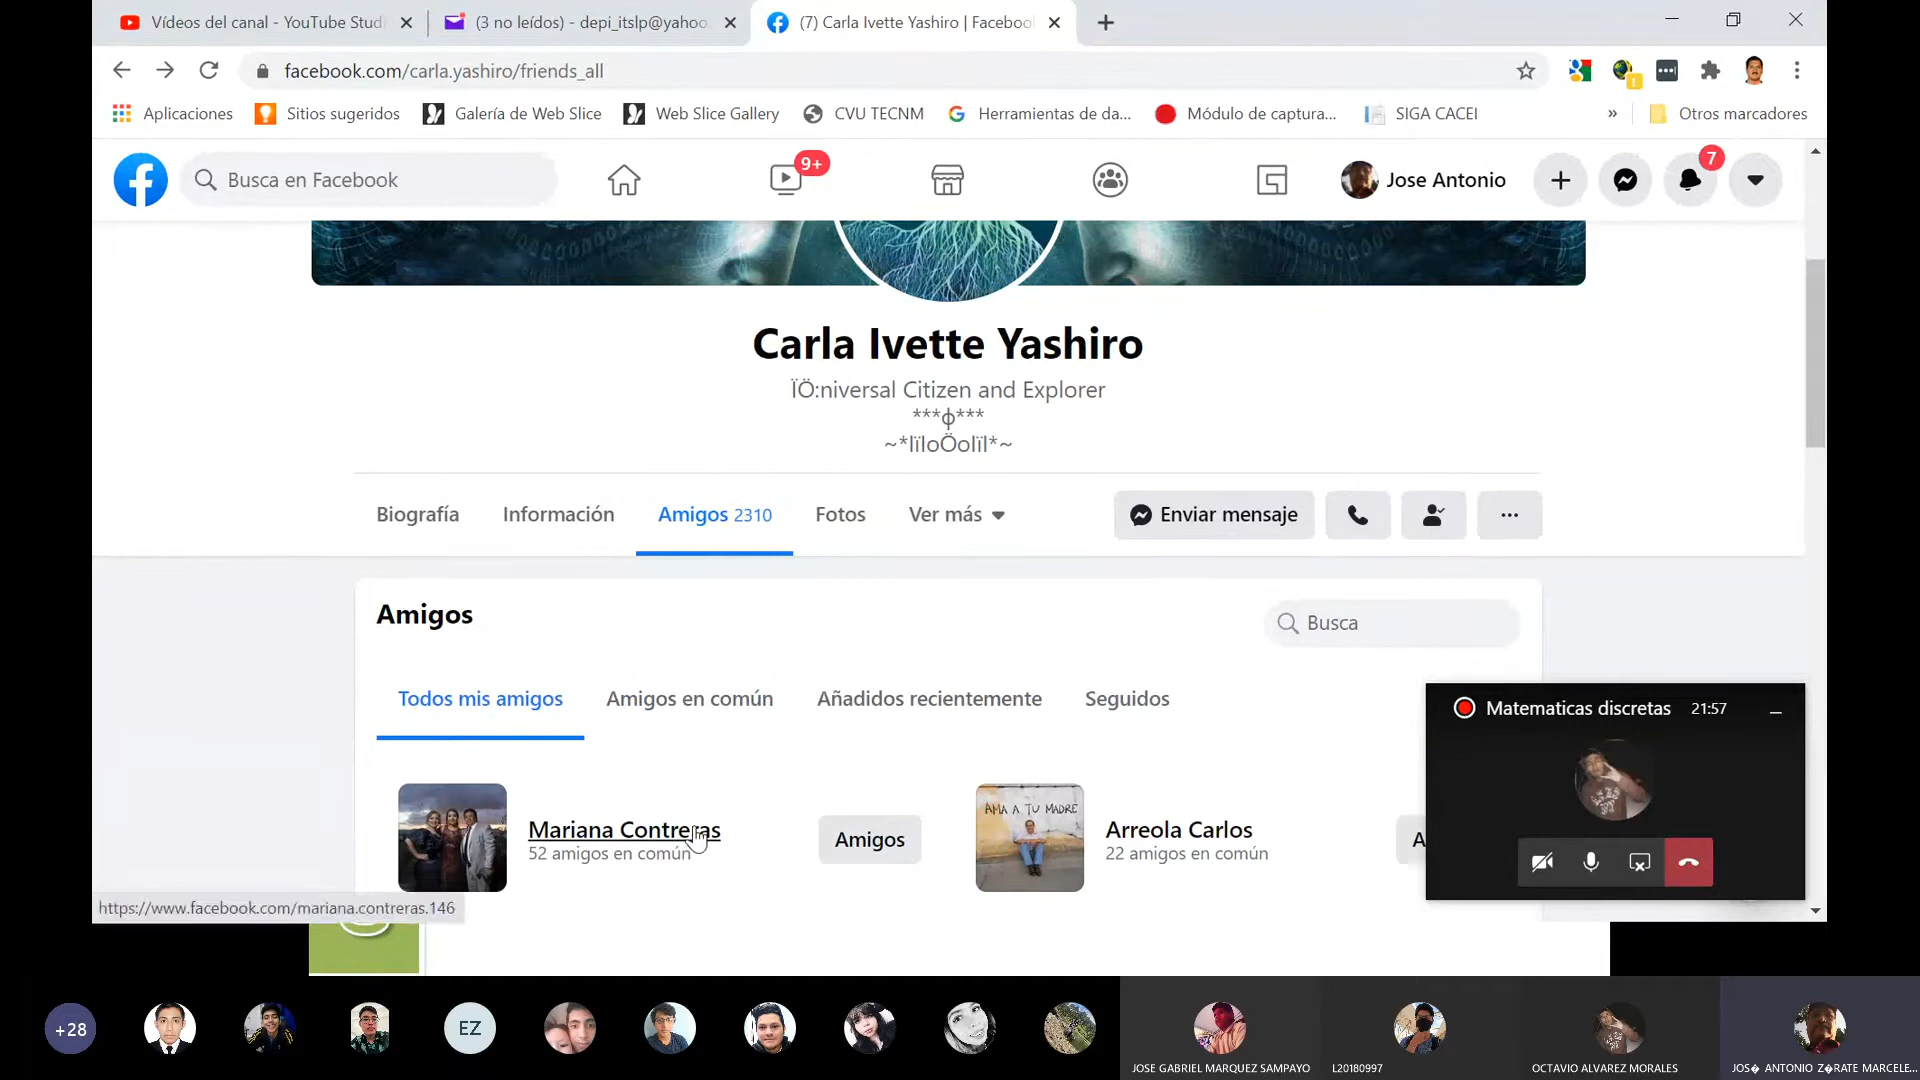 Vídeos del canal - YouTube Studi
(3 no leídos) - depi_itslp@yahoo.
(7) Carla Ivette Yashiro | Facebook
facebook.com/carla.yashiro/friends_all
Aplicaciones
Sitios sugeridos
Galería de Web Slice
Web Slice Gallery
CVU TECNM
Herramientas de da...
Módulo de captura...
SIGA CACEI
»
Otros marcadores
Busca en Facebook
9+
Jose Antonio
7
Carla Ivette Yashiro
ÏÖ:niversal Citizen and Explorer
***ϕ***
~*lïloÖolïl*~
Biografía
Información
Amigos 2310
Fotos
Ver más
Enviar mensaje
Amigos
Busca
Todos mis amigos
Amigos en común
Añadidos recientemente
Seguidos
Mariana Contreras
52 amigos en común
Amigos
AMA A TU MADRE
Arreola Carlos
22 amigos en común
A
Matematicas discretas
21:57
https://www.facebook.com/mariana.contreras.146
+28
EZ
JOSE GABRIEL MARQUEZ SAMPAYO
L20180997
OCTAVIO ALVAREZ MORALES
JOS� ANTONIO Z�RATE MARCELE...